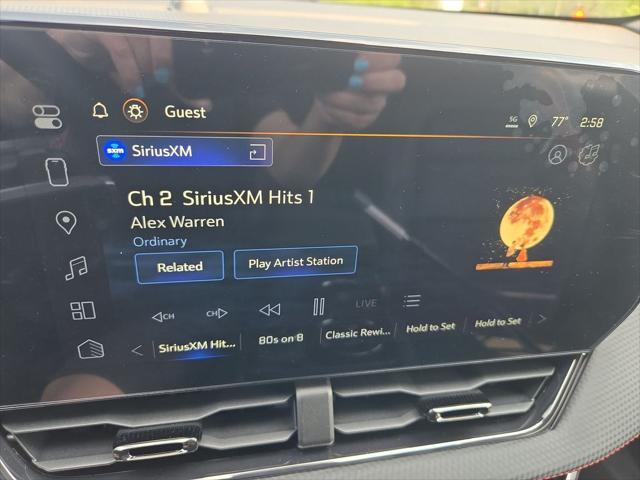 Guest
5G 77° 2:58
sxm SiriusXM
Ch 2 SiriusXM Hits 1
Alex Warren
Ordinary
Related Play Artist Station
CH CH LIVE
SiriusXM Hit... 80s on 8 Classic Rewi... Hold to Set Hold to Set